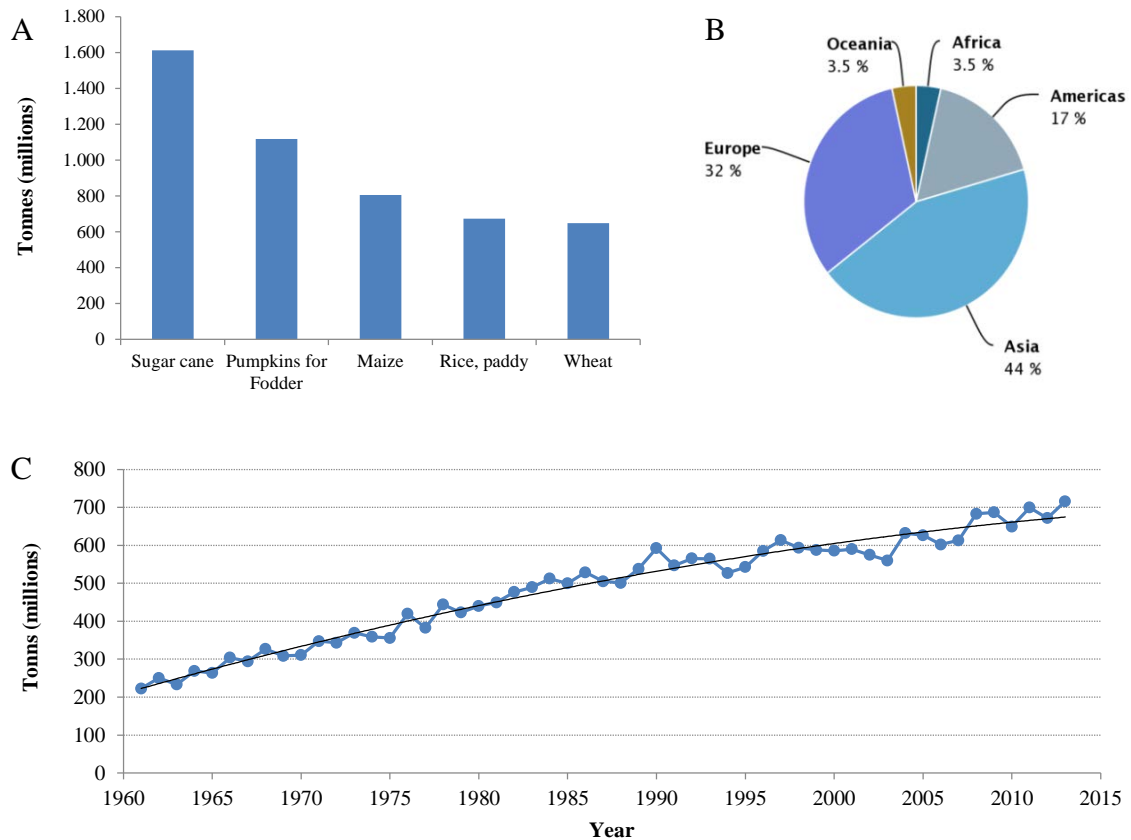 A
Tonnes (millions)
1.800
1.600
1.400
1.200
1.000
800
600
400
200
0
Sugar cane
Pumpkins for
Fodder
Maize
Rice, paddy
Wheat
B
Oceania
3.5 %
Africa
3.5 %
Americas
17 %
Europe
32 %
Asia
44 %
C
Tonns (millions)
800
700
600
500
400
300
200
100
0
1960 1965 1970 1975 1980 1985 1990 1995 2000 2005 2010 2015
Year